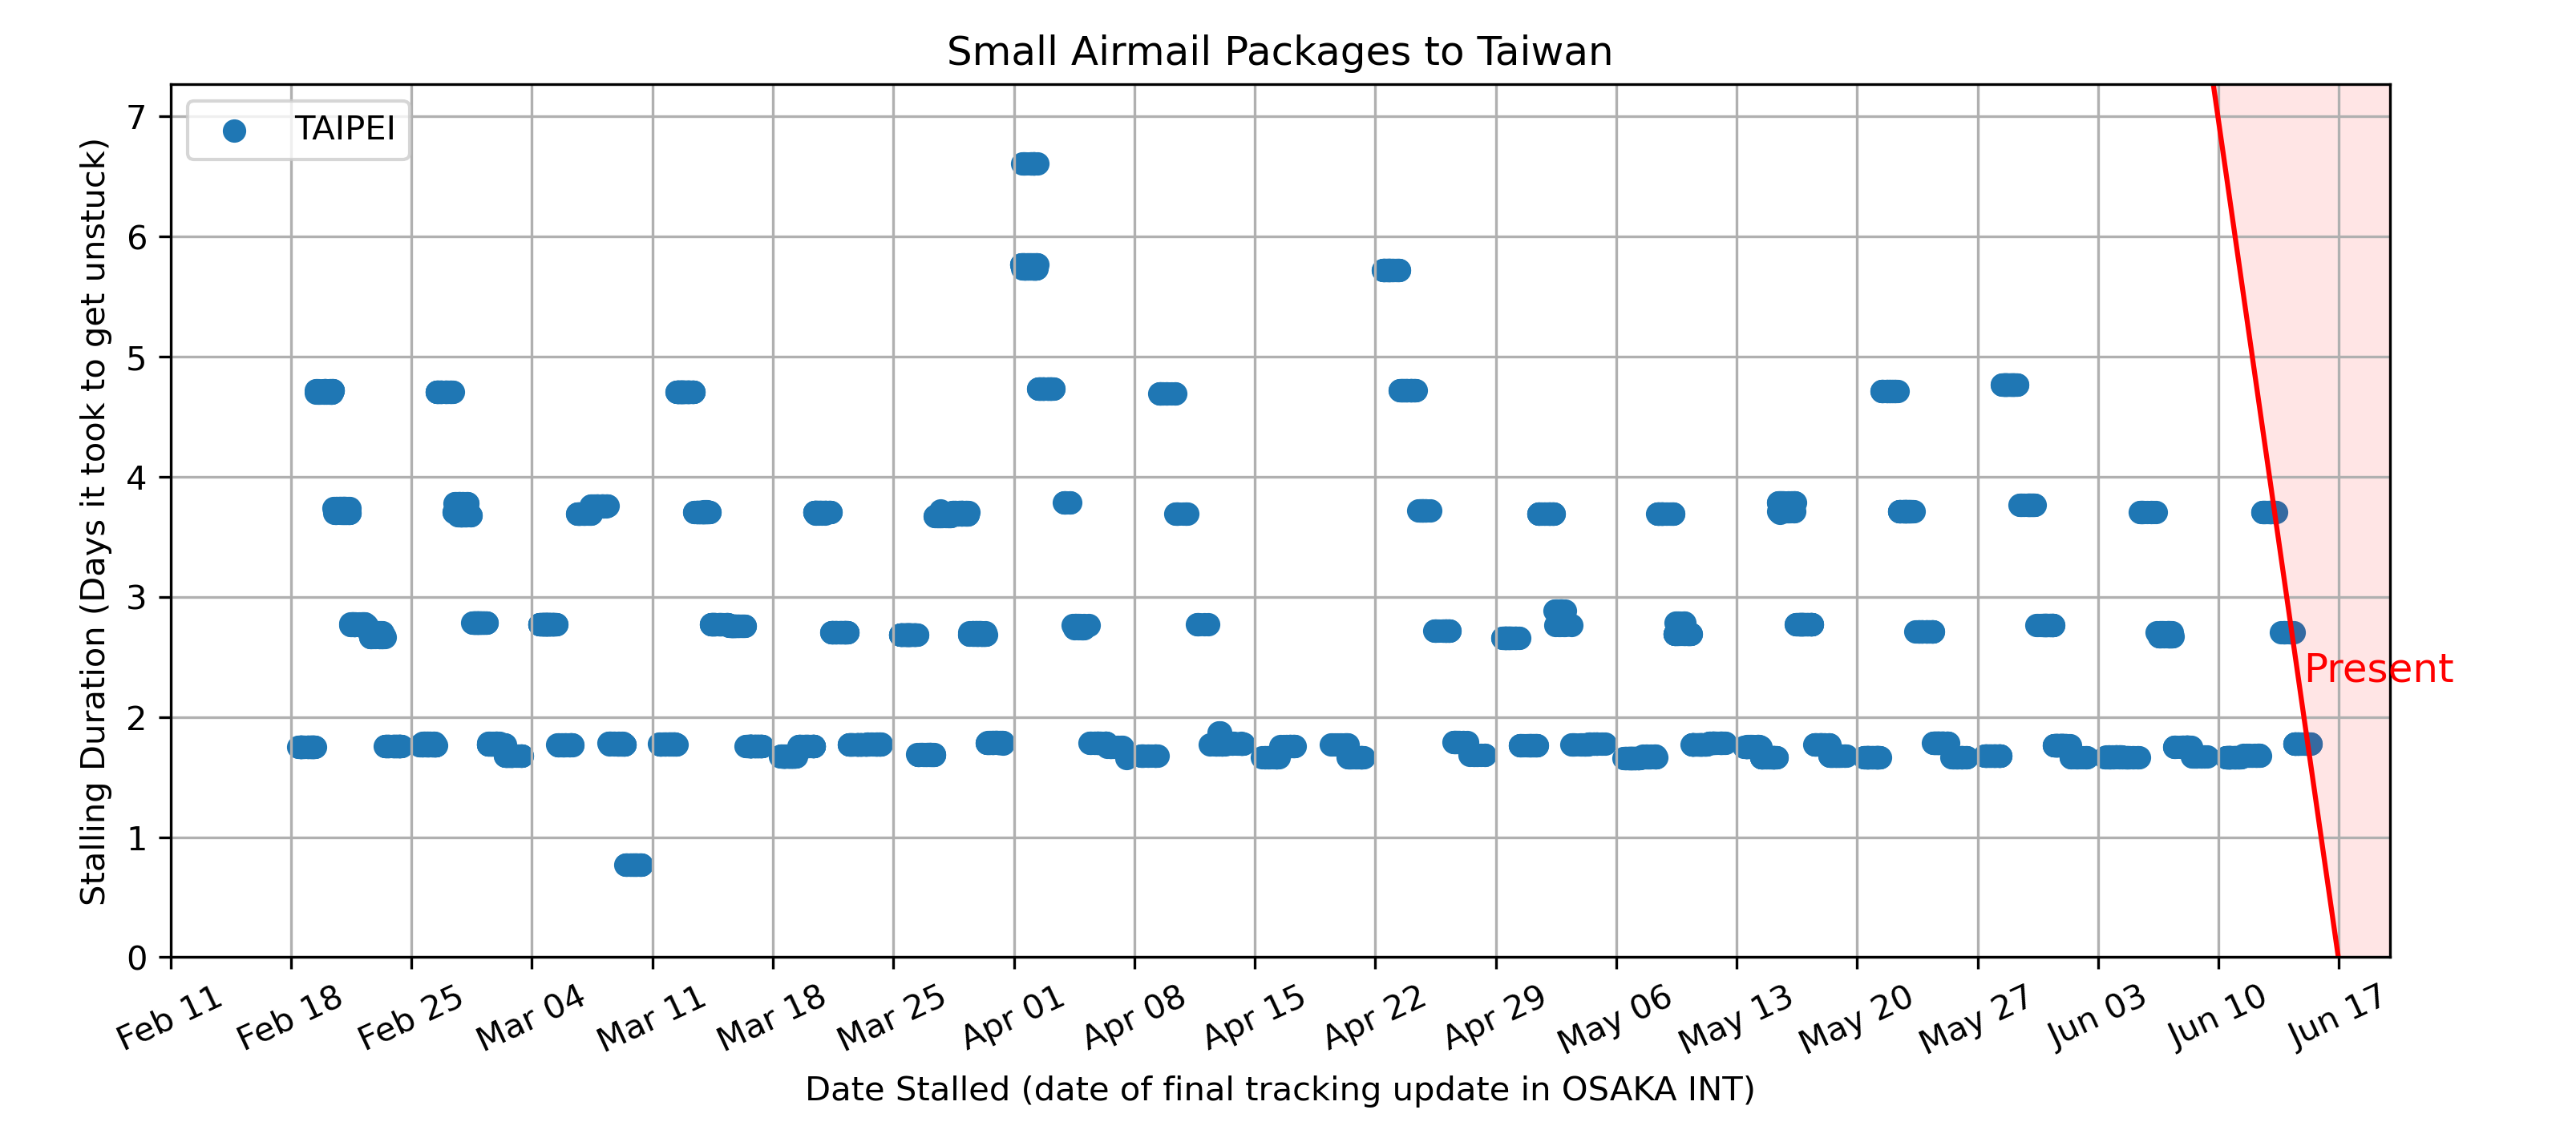 Small Airmail Packages to Taiwan
TAIPEI
Stalling Duration (Days it took to get unstuck)
7
6
5
4
3
2
1
0
Present
Feb 11
Feb 18
Feb 25
Mar 04
Mar 11
Mar 18
Mar 25
Apr 01
Apr 08
Apr 15
Apr 22
Apr 29
May 06
May 13
May 20
May 27
Jun 03
Jun 10
Jun 17
Date Stalled (date of final tracking update in OSAKA INT)